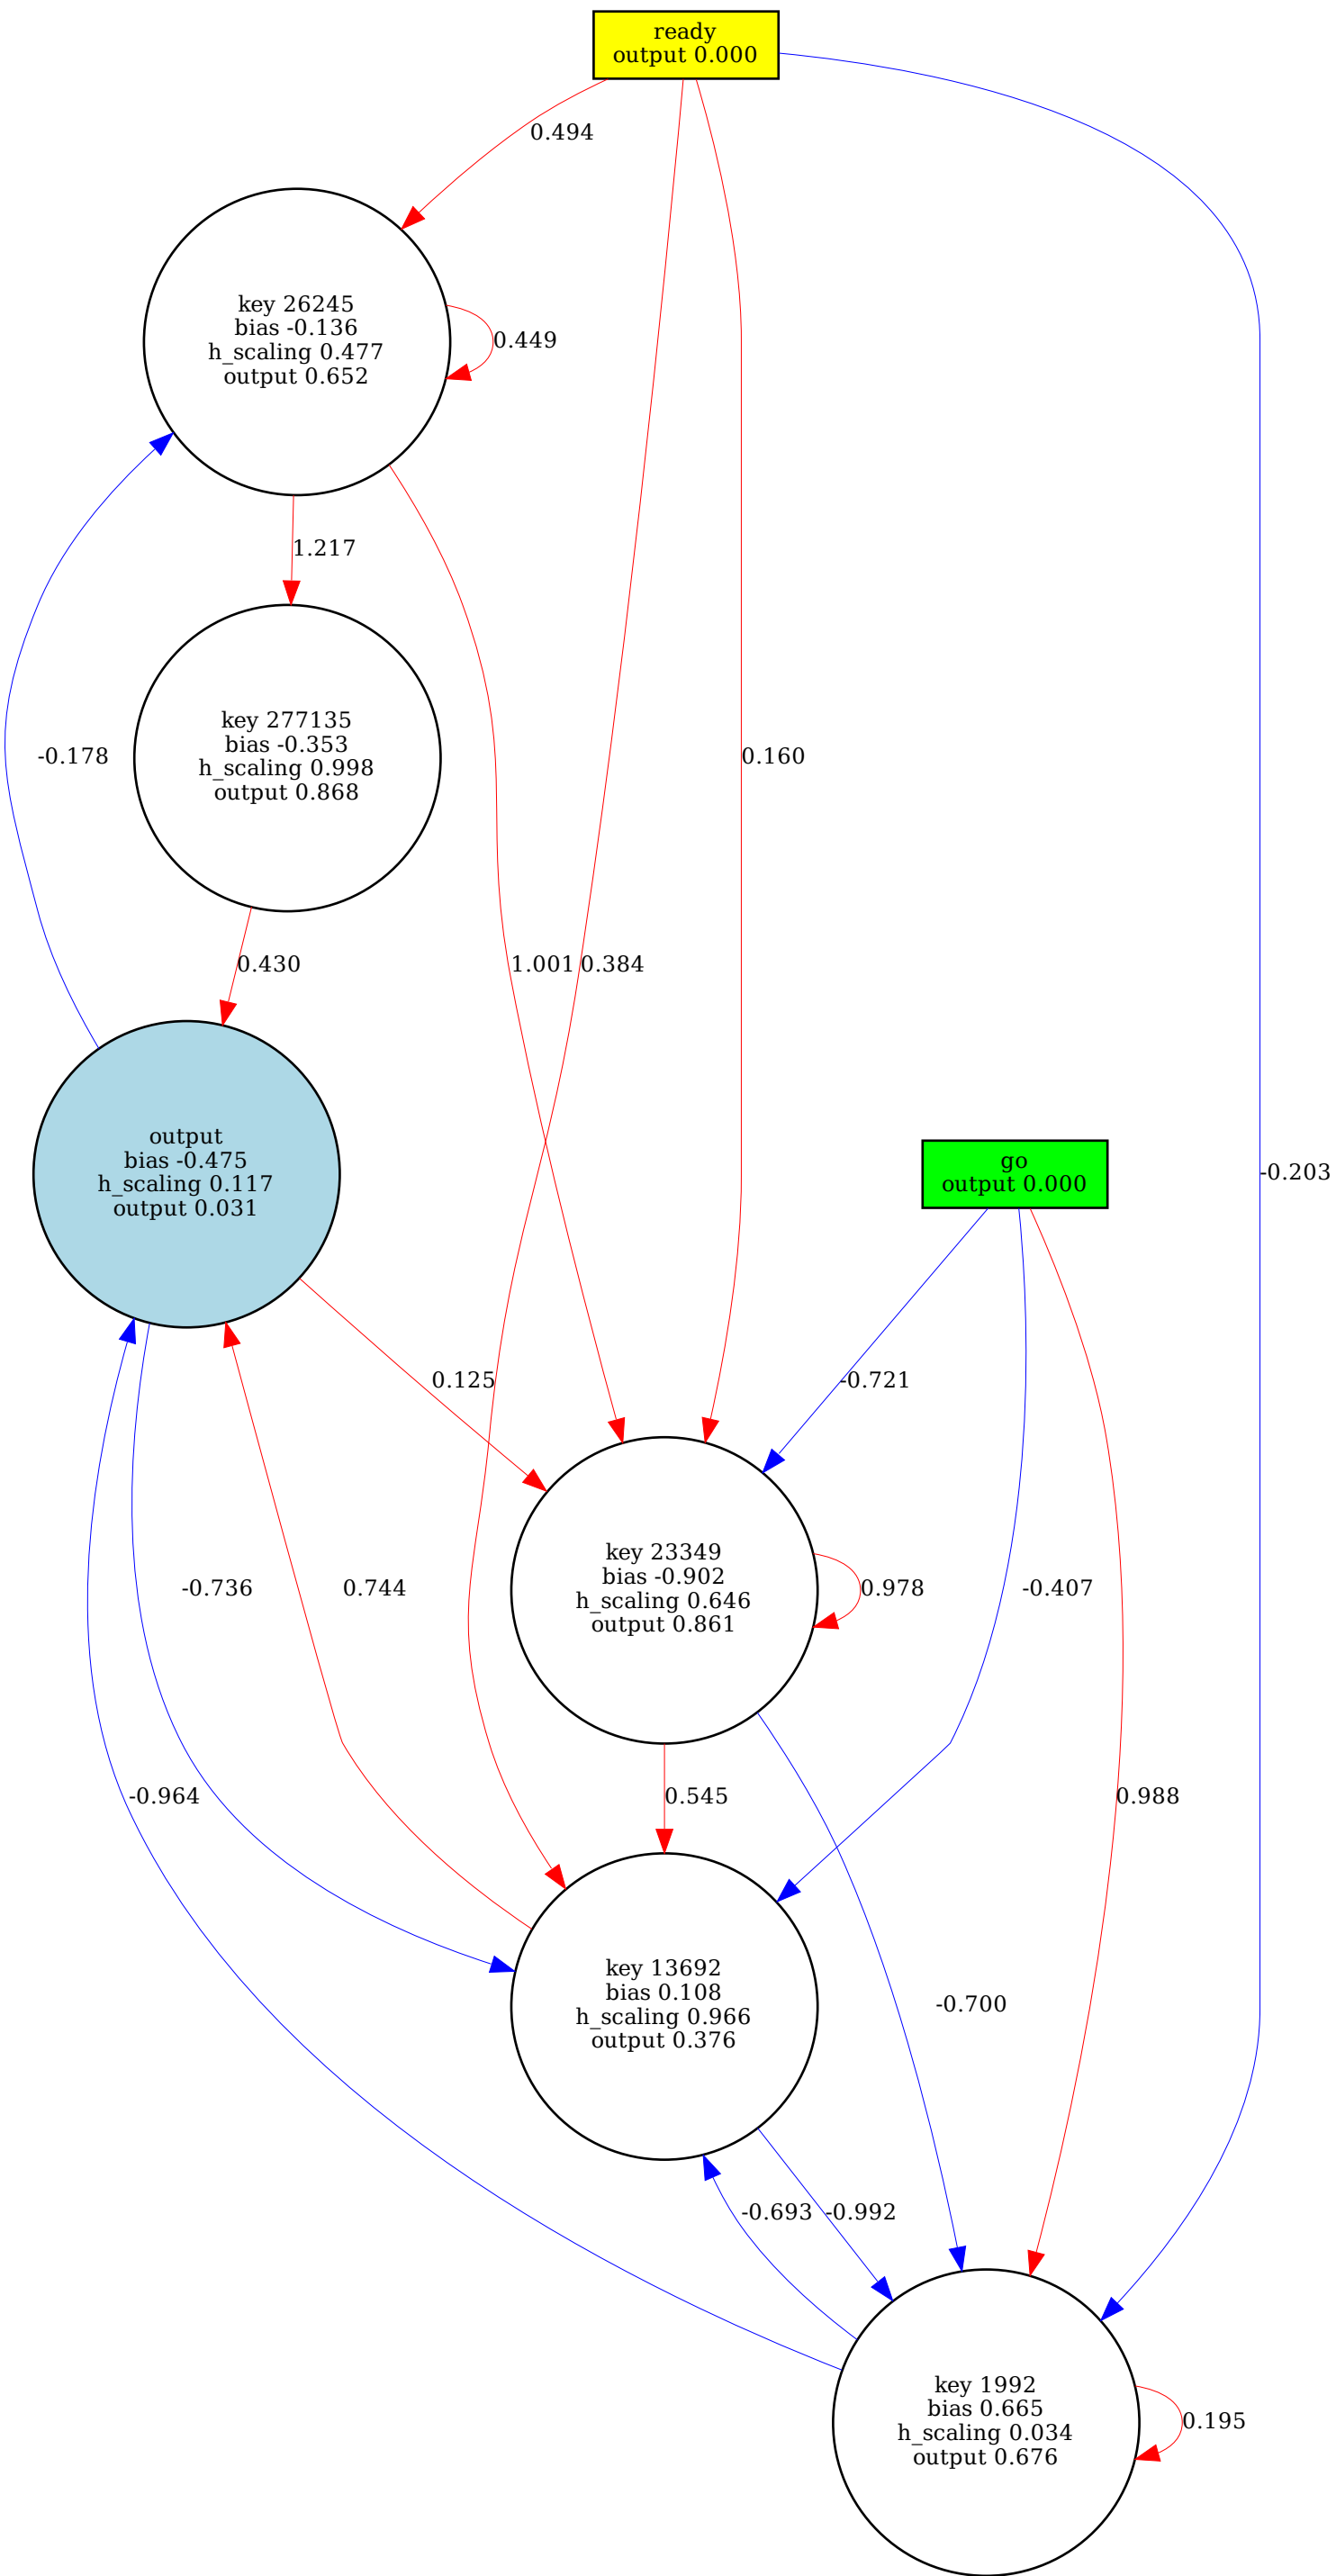 ready
output 0.000
0.494
key 26245
bias -0.136
h_scaling 0.477
output 0.652
0.449
1.217
key 277135
bias -0.353
h_scaling 0.998
output 0.868
-0.178
0.160
0.430
1.001
0.384
output
bias -0.475
h_scaling 0.117
output 0.031
go
output 0.000
-0.203
0.125
-0.721
key 23349
bias -0.902
h_scaling 0.646
output 0.861
-0.736
0.744
0.978
-0.407
-0.964
0.545
0.988
key 13692
bias 0.108
h_scaling 0.966
output 0.376
-0.700
-0.693
-0.992
key 1992
bias 0.665
h_scaling 0.034
output 0.676
0.195